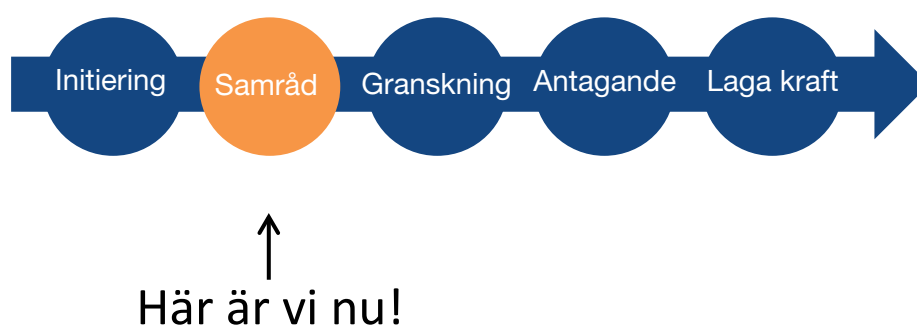 Initiering
Samråd
Granskning
Antagande
Laga kraft
Här är vi nu!